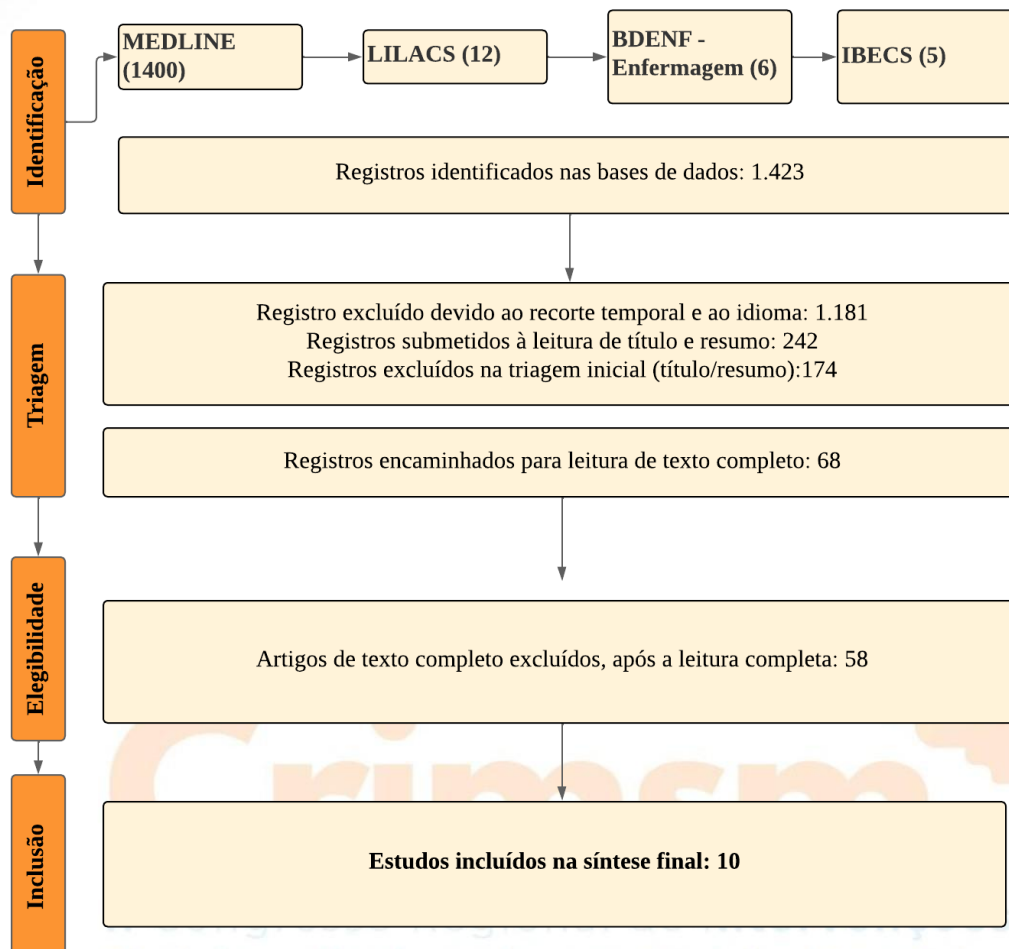 Identificação
MEDLINE
(1400)
LILACS (12)
BDENF -
Enfermagem (6)
IBECS (5)
Registros identificados nas bases de dados: 1.423
Triagem
Registro excluído devido ao recorte temporal e ao idioma: 1.181
Registros submetidos à leitura de título e resumo: 242
Registros excluídos na triagem inicial (título/resumo):174
Registros encaminhados para leitura de texto completo: 68
Elegibilidade
Artigos de texto completo excluídos, após a leitura completa: 58
Crimsm
Inclusão
Estudos incluídos na síntese final: 10